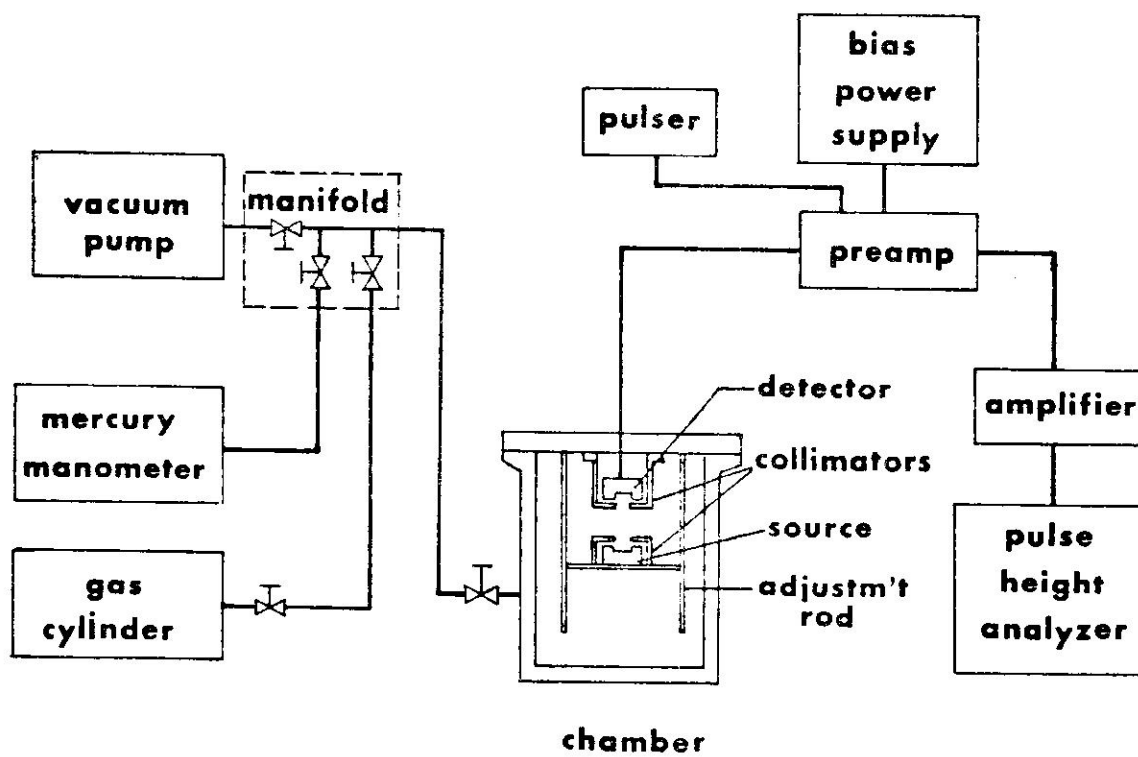 bias
power
supply
pulser
vacuum
pump
manifold
preamp
mercury
manometer
detector
amplifier
collimators
source
gas
cylinder
adjustm't
rod
pulse
height
analyzer
chamber